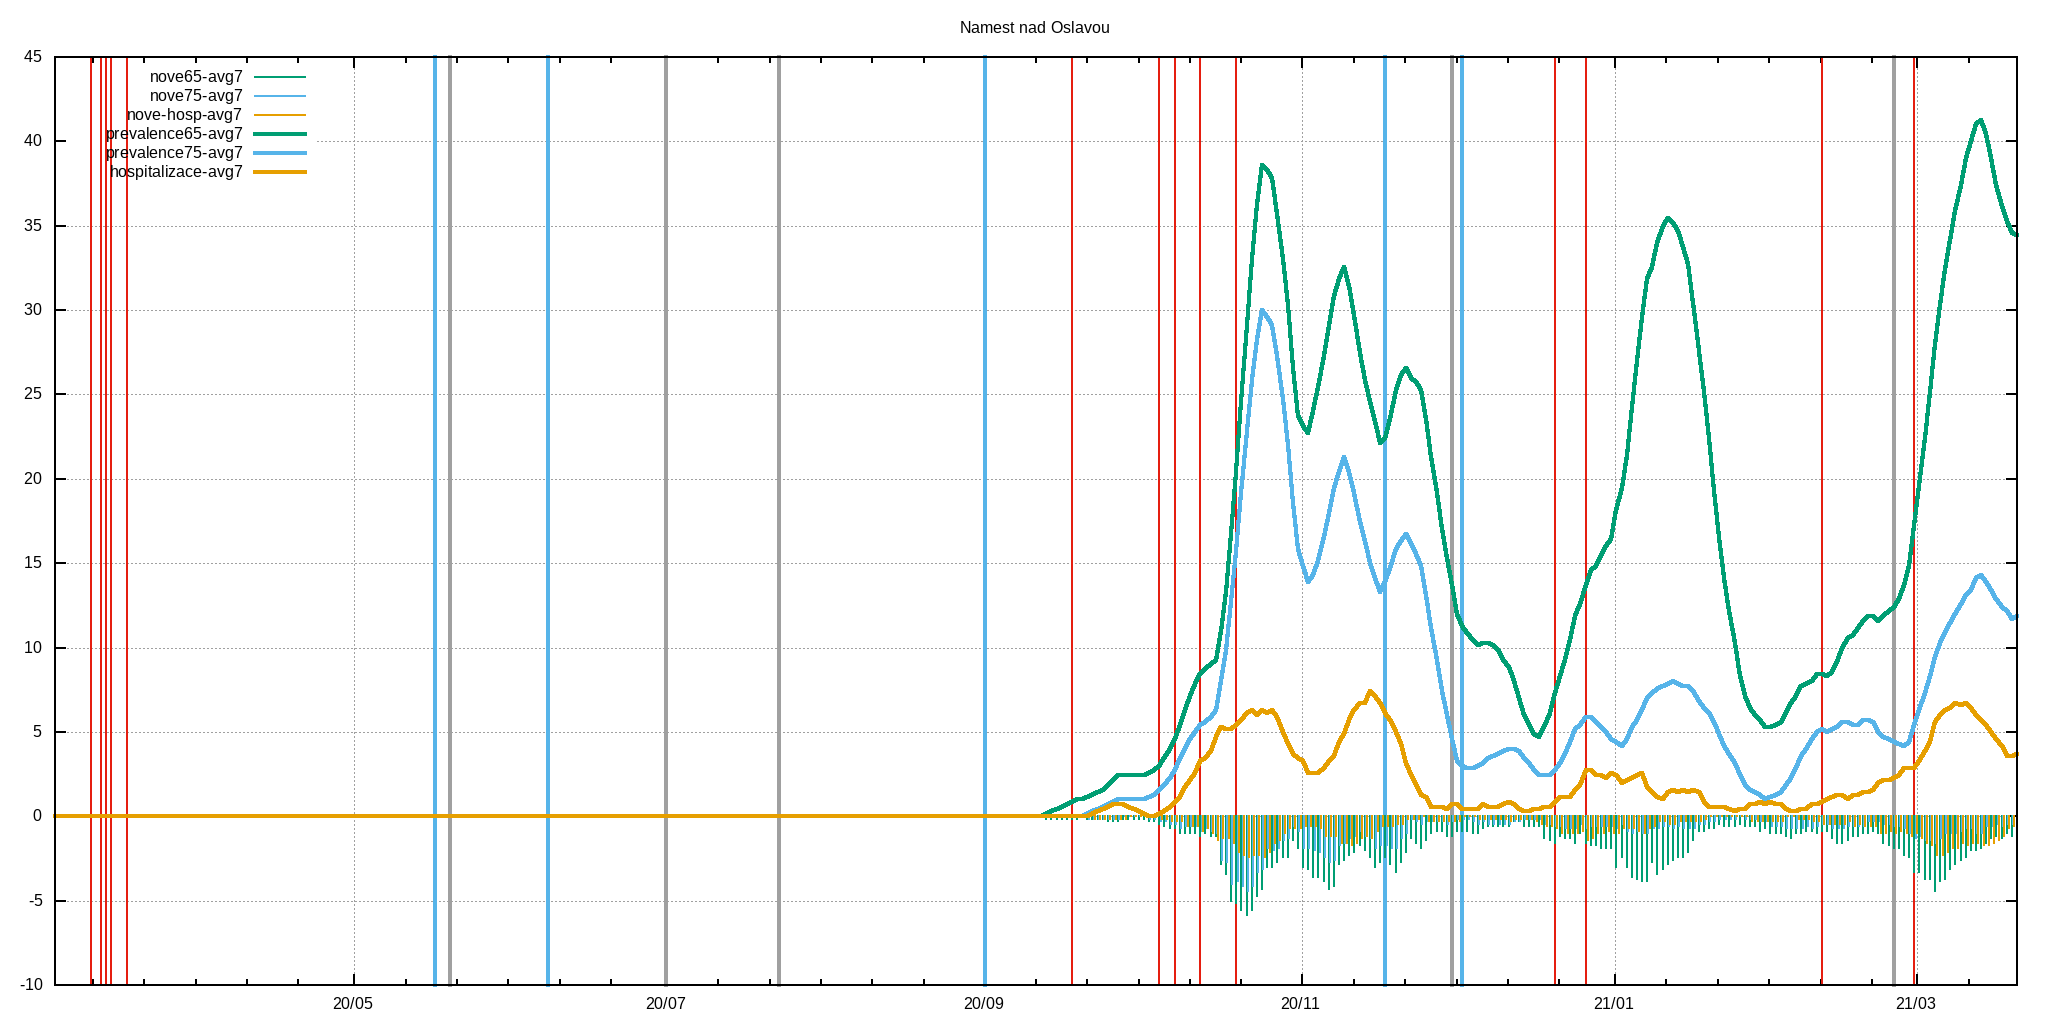 Namest nad Oslavou
45
40
35
30
25
20
15
10
5
0
-5
-10
nove65-avg7
nove75-avg7
nove-hosp-avg7
prevalence65-avg7
prevalence75-avg7
hospitalizace-avg7
20/05 20/07 20/09 20/11 21/01 21/03